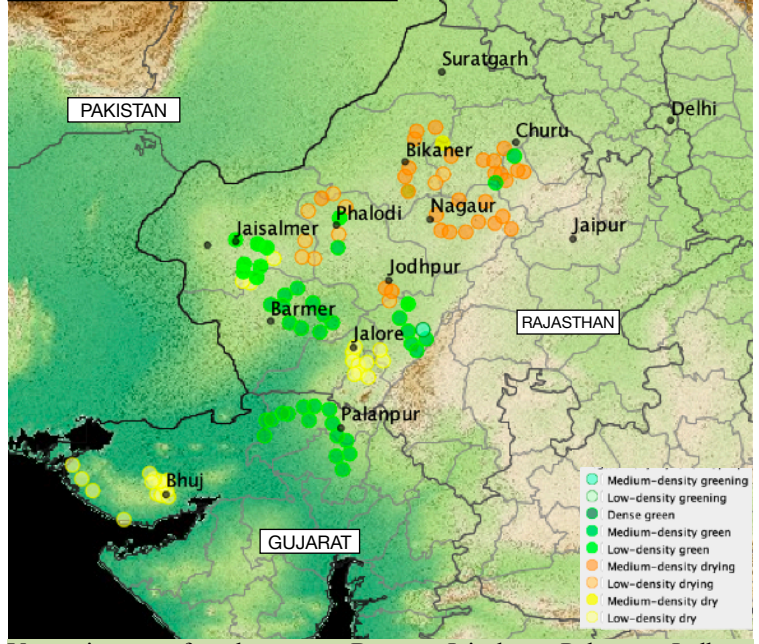 Suratgarh
PAKISTAN
Delhi
Churu
Bikaner
Nagaur
Phalodi
Jaisalmer
Jaipur
Jodhpur
Barmer
RAJASTHAN
Jalore
Palanpur
Bhuj
GUJARAT
Medium-density greening
Low-density greening
Dense green
Medium-density green
Low-density green
Medium-density drying
Low-density drying
Medium-density dry
Low-density dry